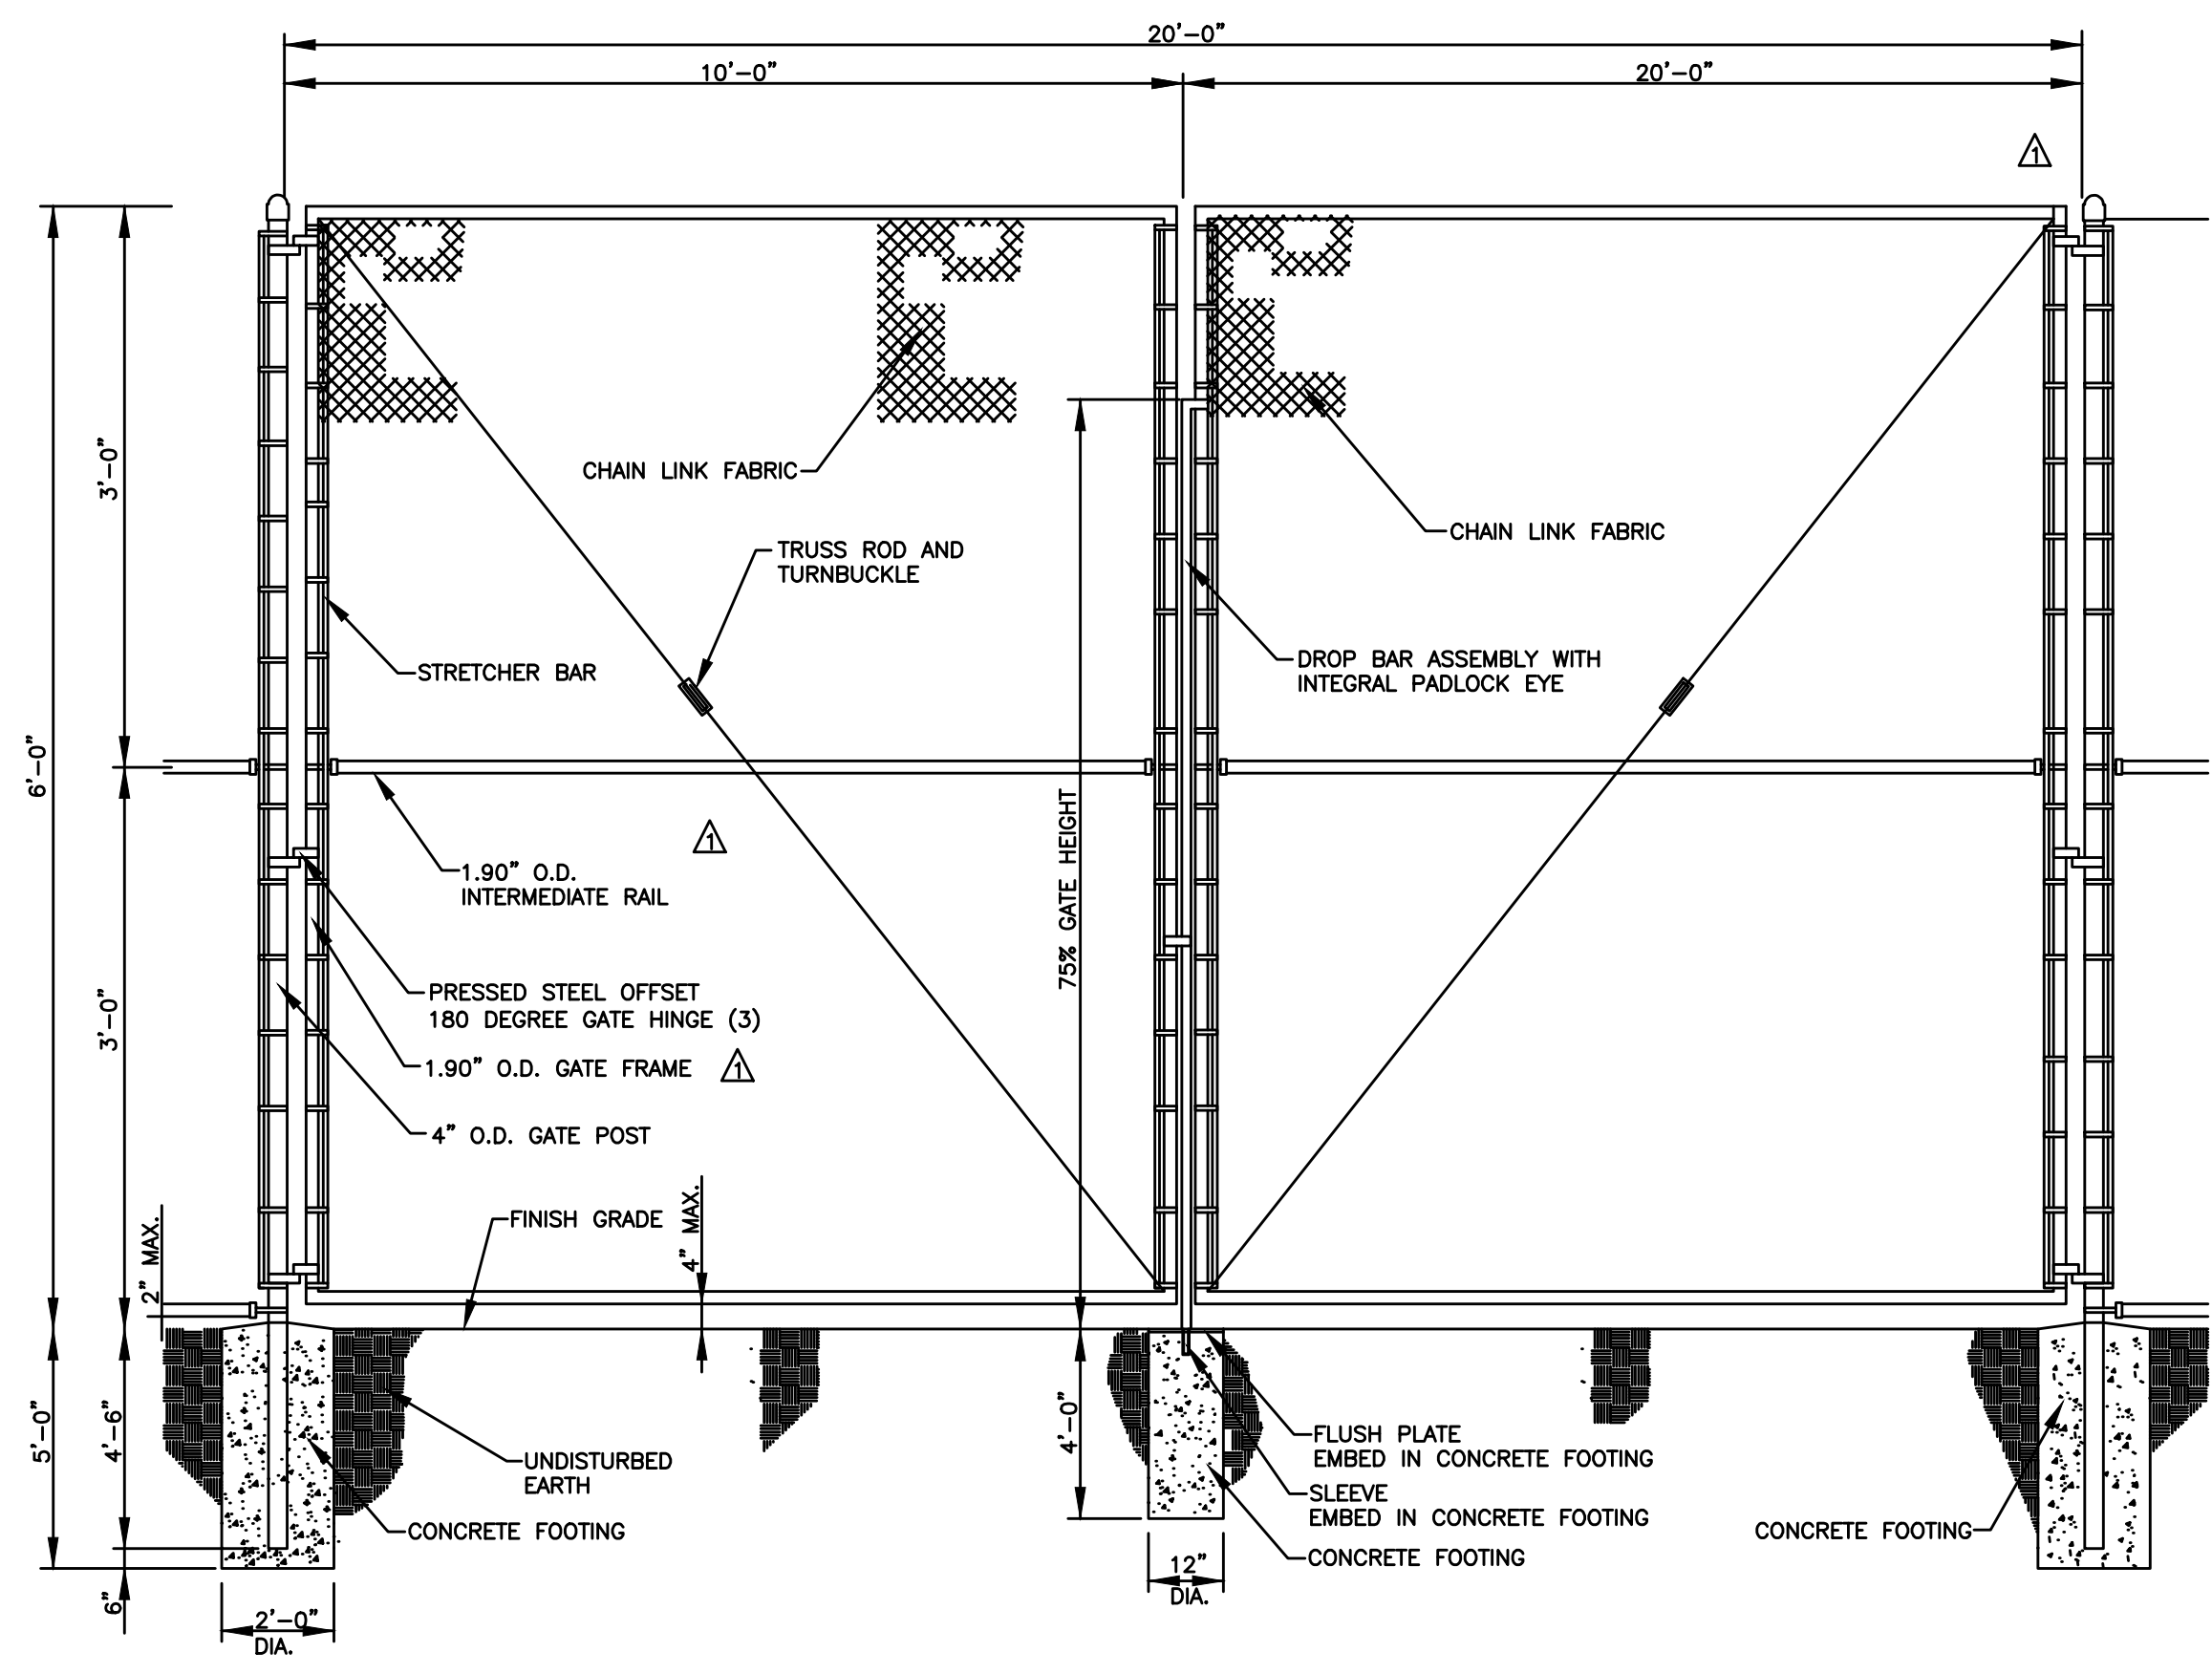 20'-0"
10'-0"
20'-0"
1
3'-0"
CHAIN LINK FABRIC
CHAIN LINK FABRIC
TRUSS ROD AND
TURNBUCKLE
STRETCHER BAR
DROP BAR ASSEMBLY WITH
INTEGRAL PADLOCK EYE
6'-0"
75% GATE HEIGHT
1
1.90" O.D.
INTERMEDIATE RAIL
3'-0"
PRESSED STEEL OFFSET
180 DEGREE GATE HINGE (3)
1.90" O.D. GATE FRAME
1
4" O.D. GATE POST
2" MAX.
FINISH GRADE
4" MAX.
5'-0"
4'-6"
4'-0"
UNDISTURBED
EARTH
FLUSH PLATE
EMBED IN CONCRETE FOOTING
SLEEVE
EMBED IN CONCRETE FOOTING
CONCRETE FOOTING
CONCRETE FOOTING
CONCRETE FOOTING
6"
12"
DIA.
2'-0"
DIA.